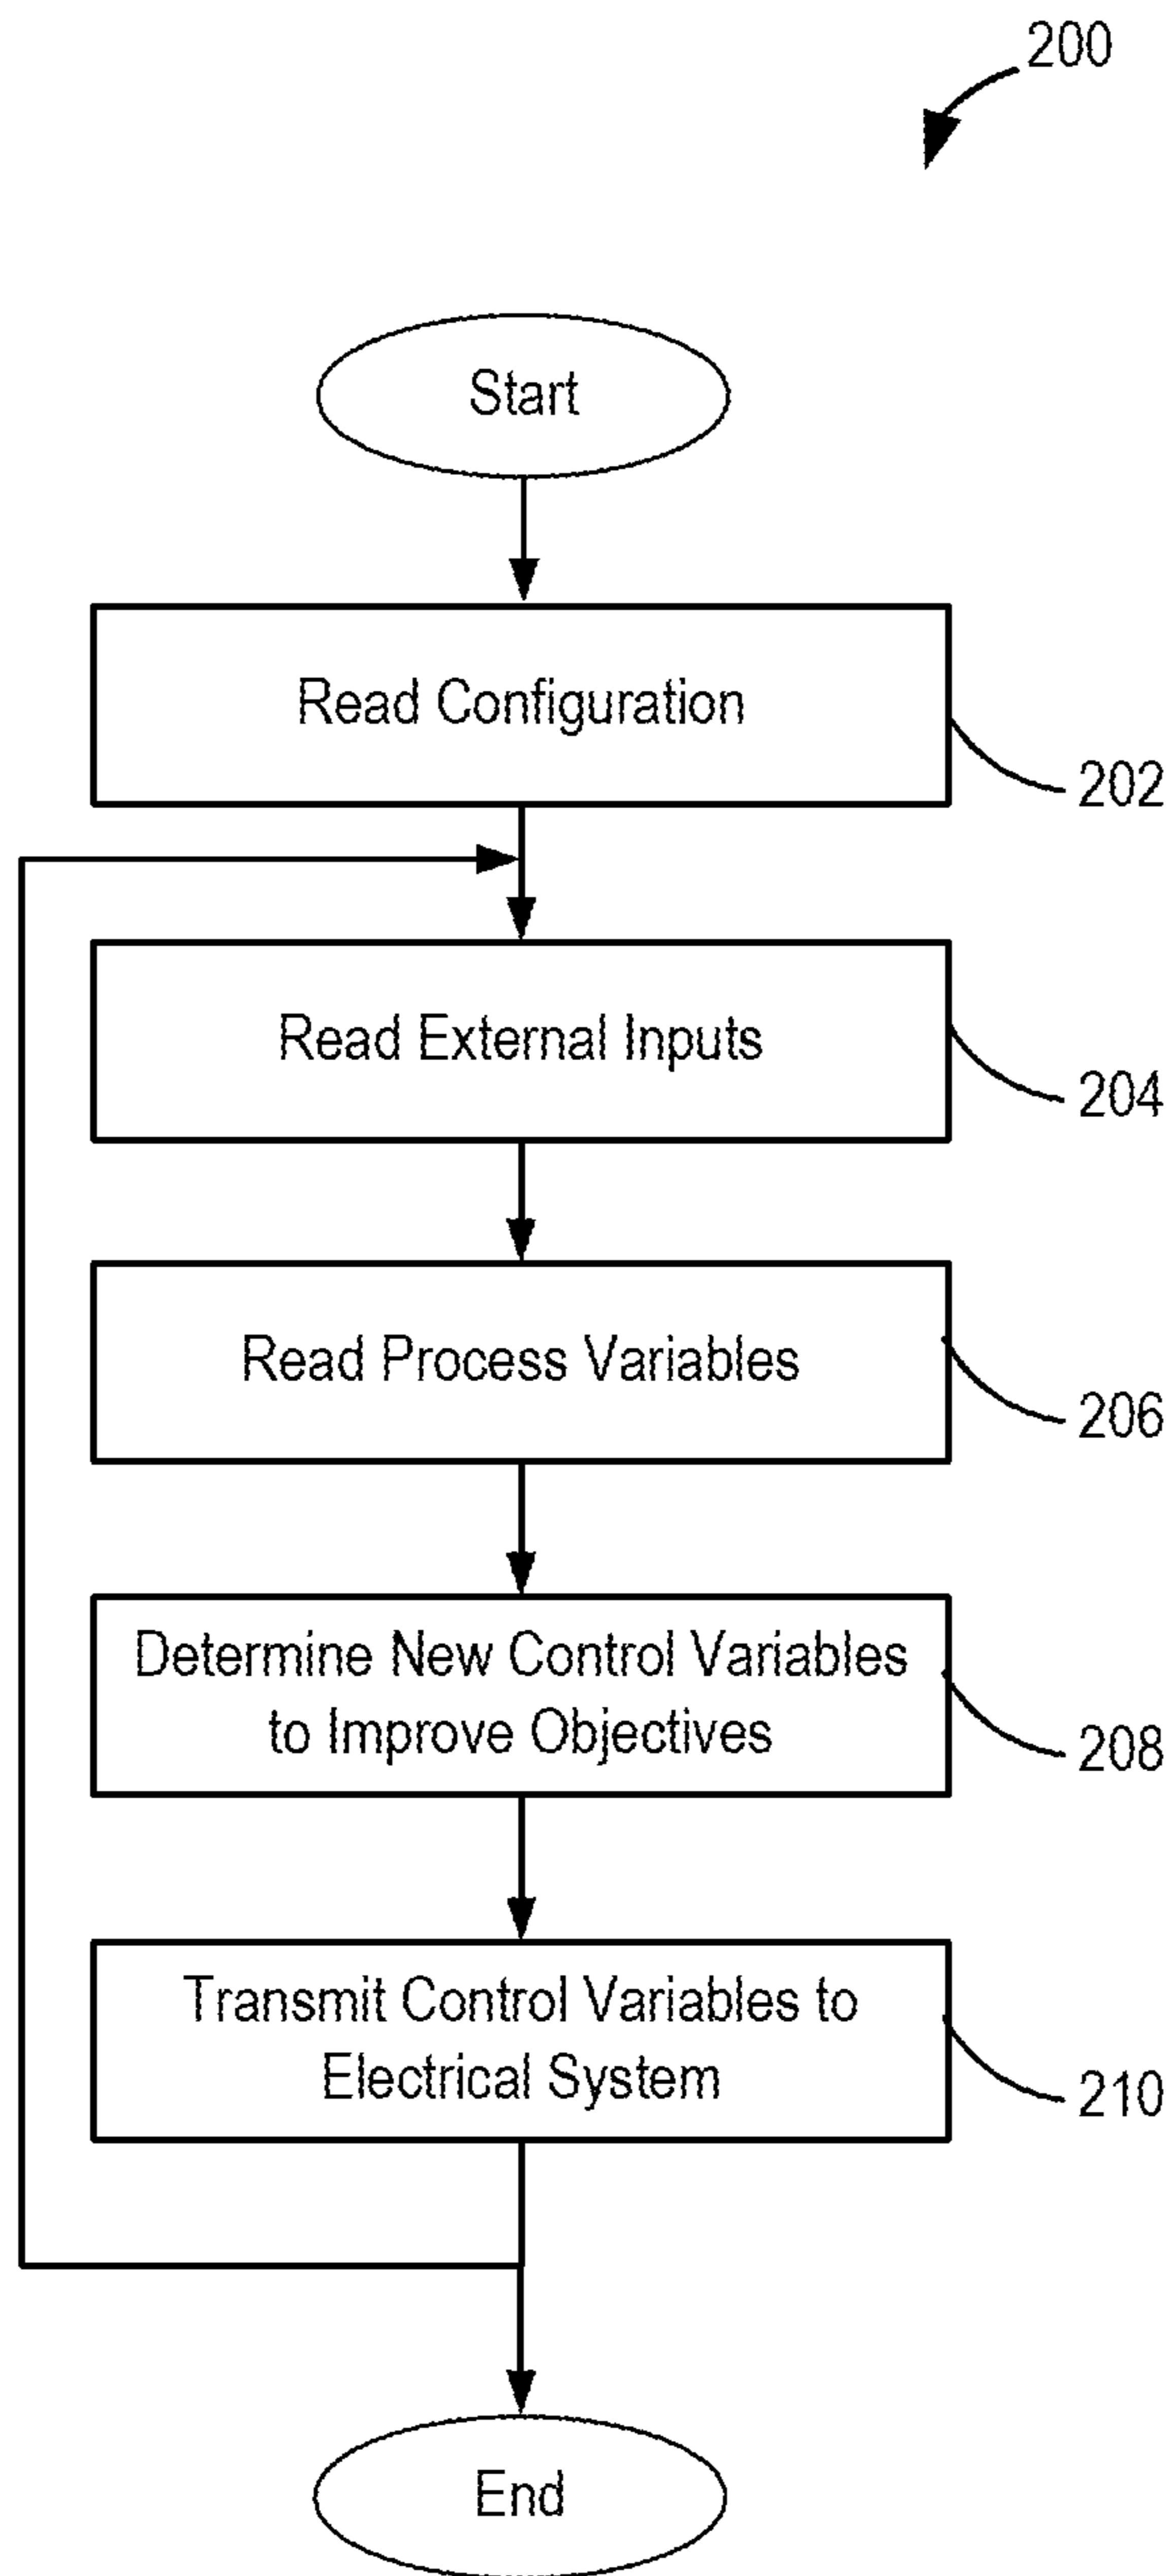 200
Start
Read Configuration
202
Read External Inputs
204
Read Process Variables
206
Determine New Control Variables
to Improve Objectives
208
Transmit Control Variables to
Electrical System
210
End